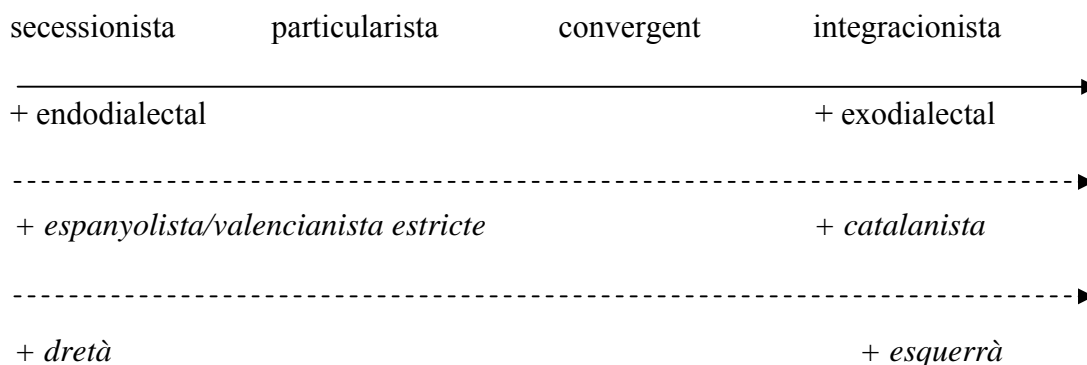 secessionista particularista convergent integracionista
+ endodialectal + exodialectal
+ espanyolista/valencianista estricte + catalanista
+ dretà + esquerrà